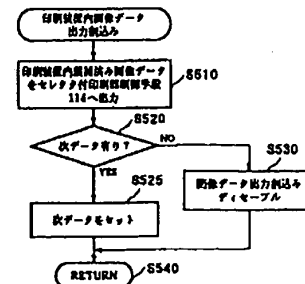 印刷装置内画像データ
出力割込み
印刷装置内展開済み画像データ
をセレクタ付印刷部制御手段
114へ出力
S510
S520
次データ有り?
NO
YES
S530
画像データ出力割込み
ディセーブル
S525
次データをセット
RETURN
S540